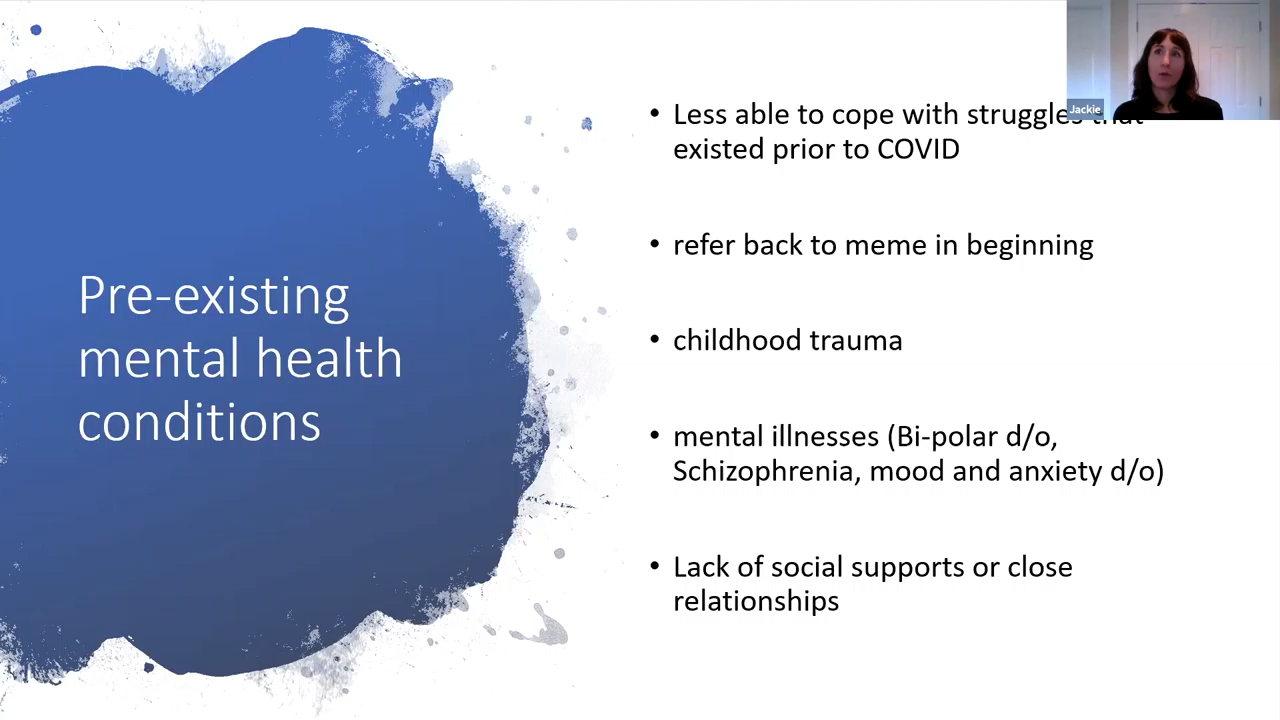 Pre-existing
mental health
conditions
• Less able to cope with struggles that
existed prior to COVID
• refer back to meme in beginning
• childhood trauma
• mental illnesses (Bi-polar d/o,
Schizophrenia, mood and anxiety d/o)
• Lack of social supports or close
relationships
Jackie